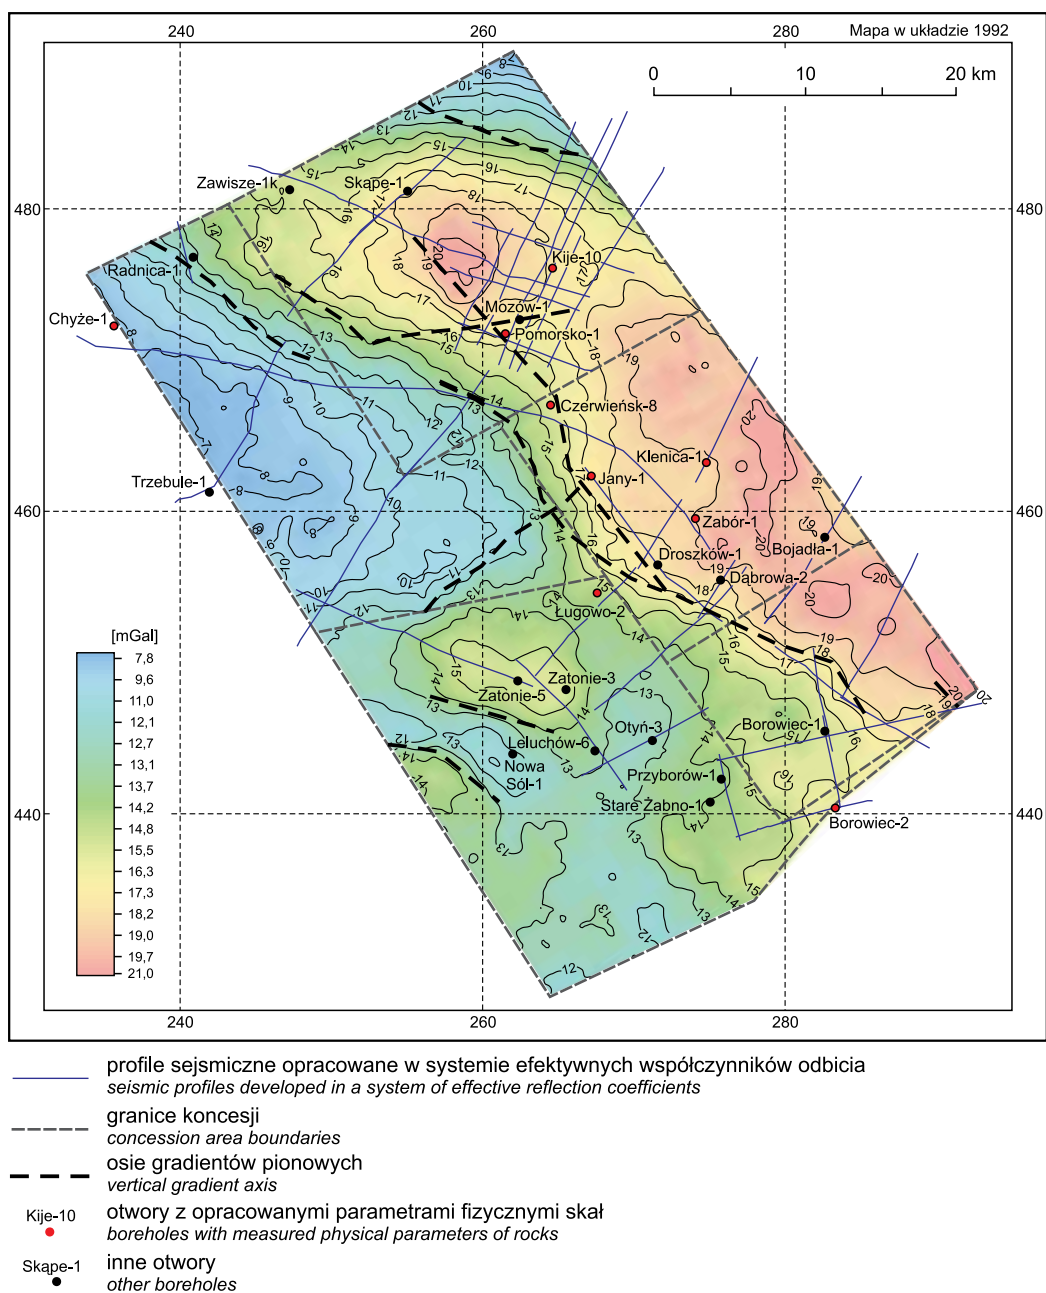 240
260
280
Mapa w układzie 1992
0
10
20 km
Zawisze-1k
Skąpe-1
480
480
Radnica-1
Kije-10
Mozów-1
Chyże-1
Pomorsko-1
Czerwieńsk-8
Klenica-1
Trzebule-1
Jany-1
460
460
Zabór-1
Bojadła-1
Droszków-1
Dąbrowa-2
Ługowo-2
[mGal]
7,8
9,6
11,0
12,1
12,7
13,1
13,7
14,2
14,8
15,5
16,3
17,3
18,2
19,0
19,7
21,0
Zatonie-3
Zatonie-5
Otyń-3
Borowiec-1
Leluchów-6
Nowa
Sól-1
Przyborów-1
Stare Żabno-1
440
440
Borowiec-2
240
260
280
profile sejsmiczne opracowane w systemie efektywnych współczynników odbicia
seismic profiles developed in a system of effective reflection coefficients
granice koncesji
concession area boundaries
osie gradientów pionowych
vertical gradient axis
Kije-10
otwory z opracowanymi parametrami fizycznymi skał
boreholes with measured physical parameters of rocks
Skąpe-1
inne otwory
other boreholes